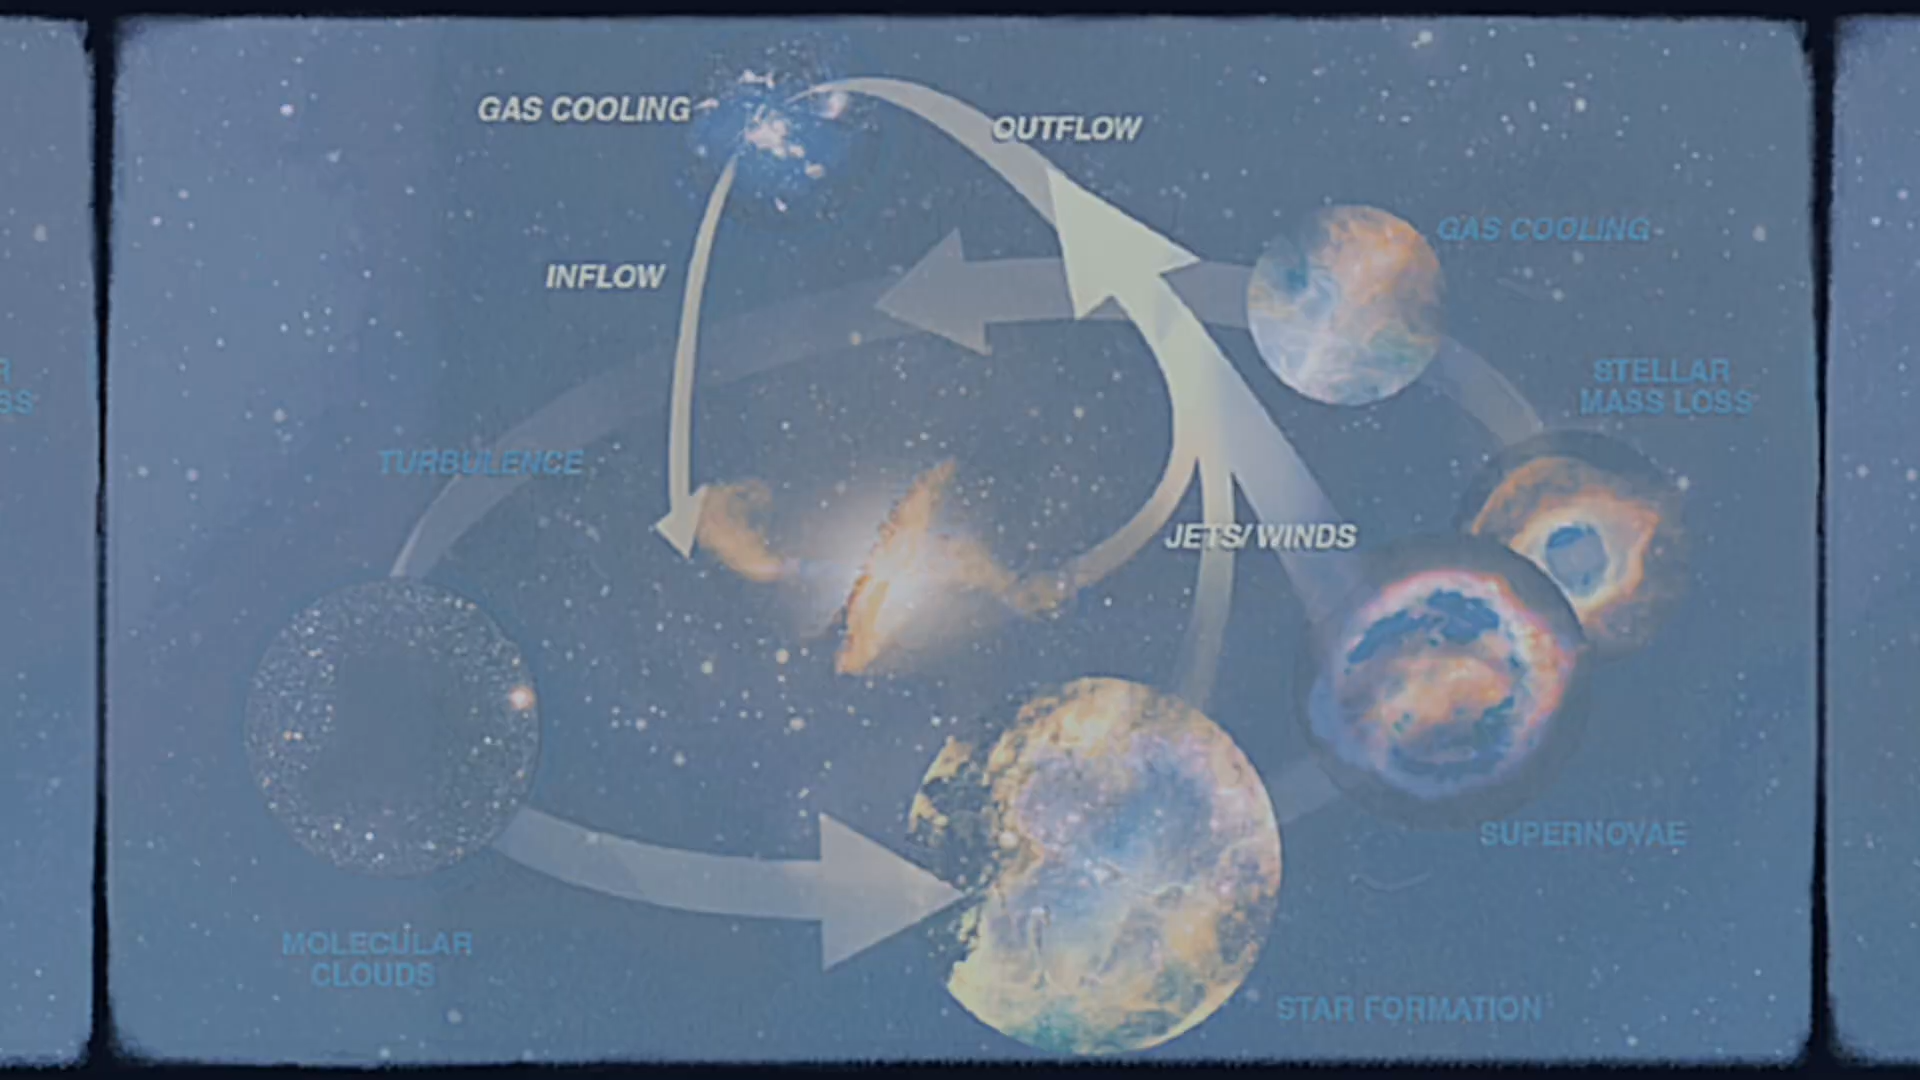 GAS COOLING
OUTFLOW
GAS COOLING
INFLOW
STELLAR
MASS LOSS
TURBULENCE
JETS/WINDS
SUPERNOVAE
MOLECULAR
CLOUDS
STAR FORMATION